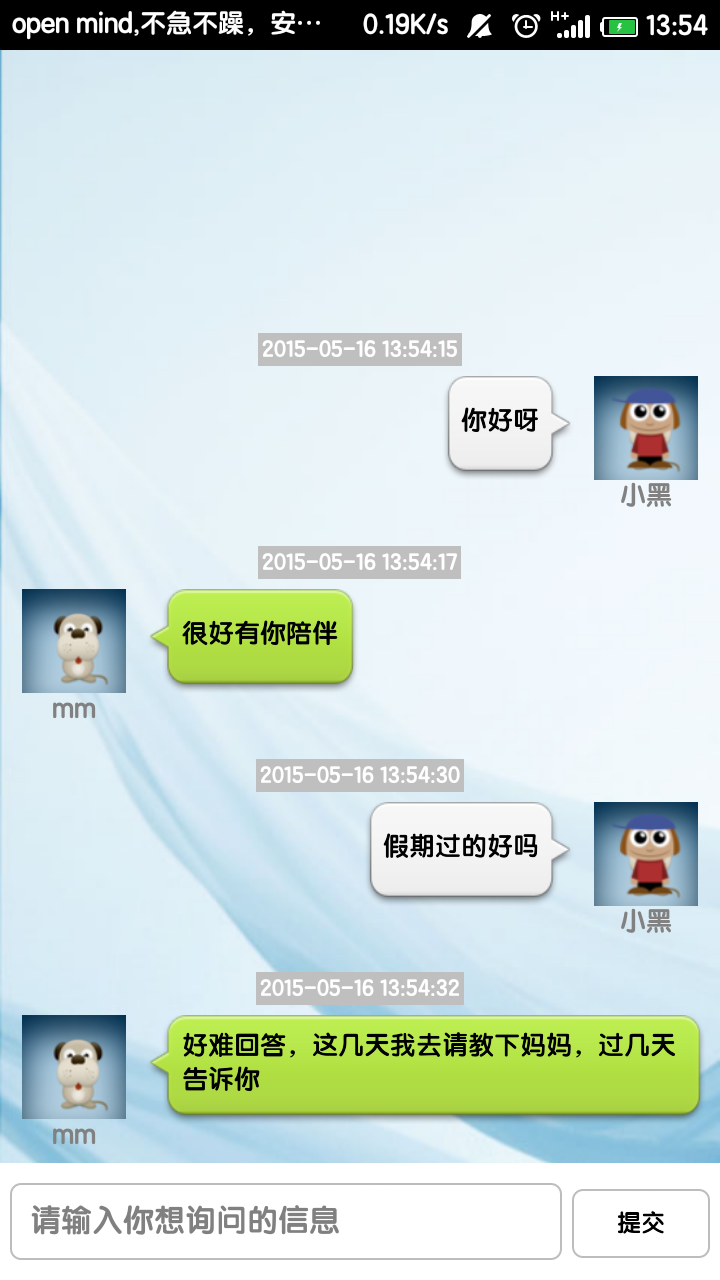 open mind,不急不躁，安… 0.19K/s H+ 13:54
2015-05-16 13:54:15
你好呀
小黑
2015-05-16 13:54:17
很好有你陪伴
mm
2015-05-16 13:54:30
假期过的好吗
小黑
2015-05-16 13:54:32
好难回答，这几天我去请教下妈妈，过几天
告诉你
mm
请输入你想询问的信息 提交